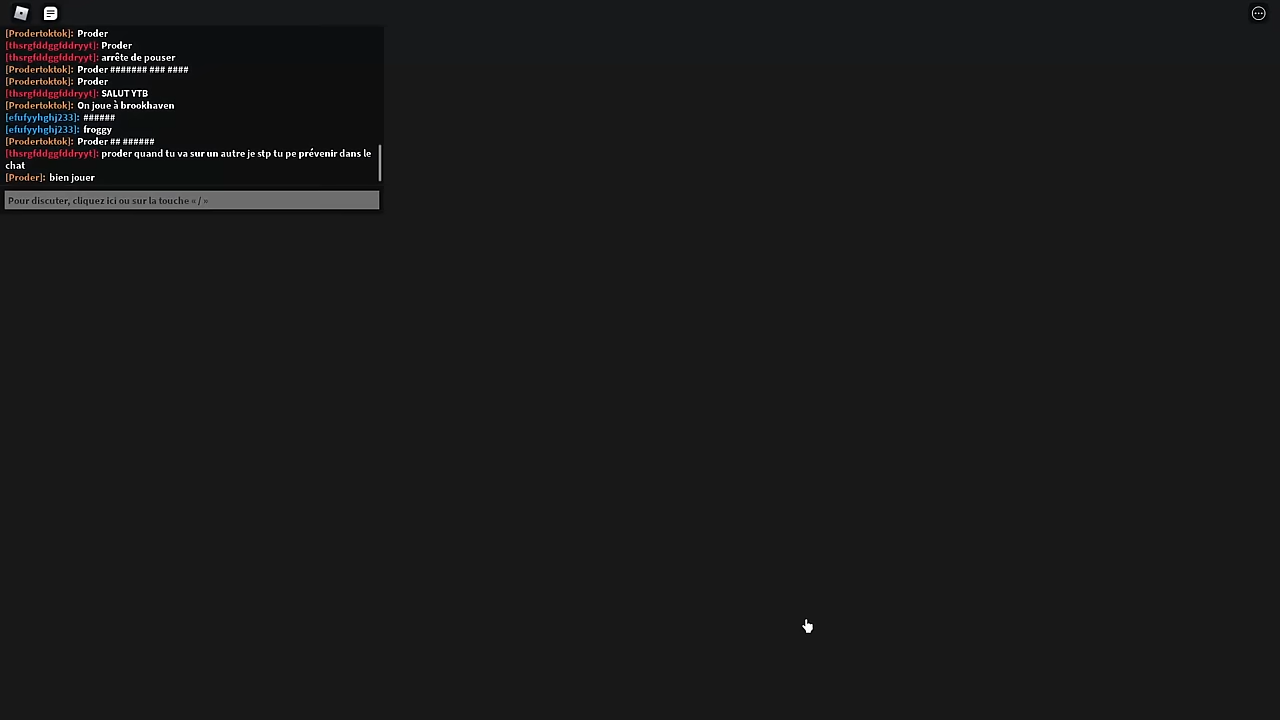 [Prodertoktok]: Proder
[thsrgfddggfddryyt]: Proder
[thsrgfddggfddryyt]: arrête de pouser
[Prodertoktok]: Proder ####### ### ####
[Prodertoktok]: Proder
[thsrgfddggfddryyt]: SALUT YTB
[Prodertoktok]: On joue à brookhaven
[efufyyhghj233]: ######
[efufyyhghj233]: froggy
[Prodertoktok]: Proder ## ######
[thsrgfddggfddryyt]: proder quand tu va sur un autre je stp tu pe prévenir dans le
chat
[Proder]: bien jouer
Pour discuter, cliquez ici ou sur la touche « / »